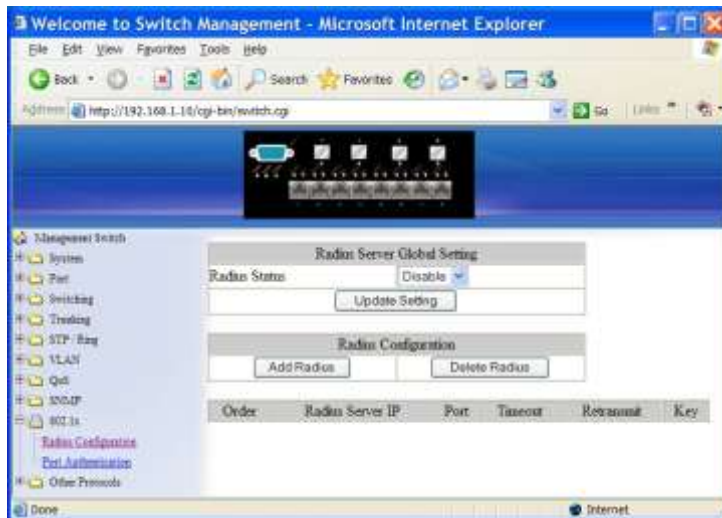 Welcome to Switch Management - Microsoft Internet Explorer
File Edit View Favorites Tools Help
Back Search Favorites
Address http://192.168.1.10/cgi-bin/switch.cgi Go Links »
Management Switch
System
Port
Switching
Trunking
STP / Ring
VLAN
QoS
SNMP
802.1x
Radius Configuration
Port Authentication
Other Protocols
Radius Server Global Setting
Radius Status Disable
Update Setting
Radius Configuration
Add Radius Delete Radius
Order Radius Server IP Port Timeout Retransmit Key
Done Internet